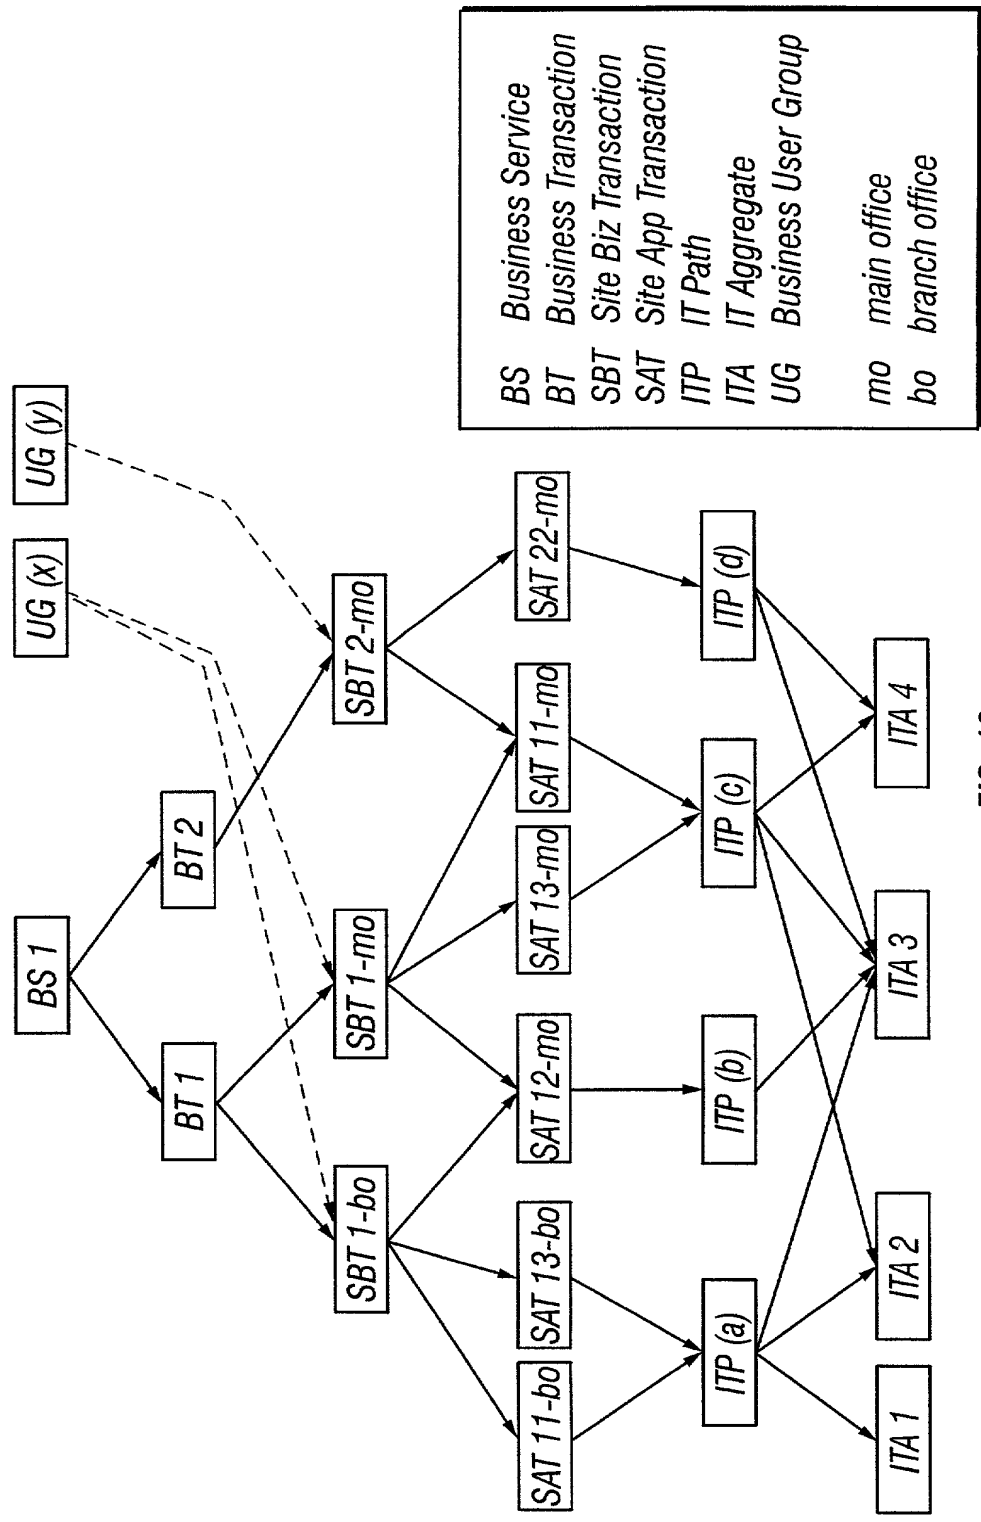 BS 1
UG (x)
UG (y)
BT 1
BT 2
SBT 1-bo
SBT 1-mo
SBT 2-mo
SAT 11-bo
SAT 13-bo
SAT 12-mo
SAT 13-mo
SAT 11-mo
SAT 22-mo
ITP (a)
ITP (b)
ITP (c)
ITP (d)
ITA 1
ITA 2
ITA 3
ITA 4
BS Business Service
BT Business Transaction
SBT Site Biz Transaction
SAT Site App Transaction
ITP IT Path
ITA IT Aggregate
UG Business User Group
mo main office
bo branch office